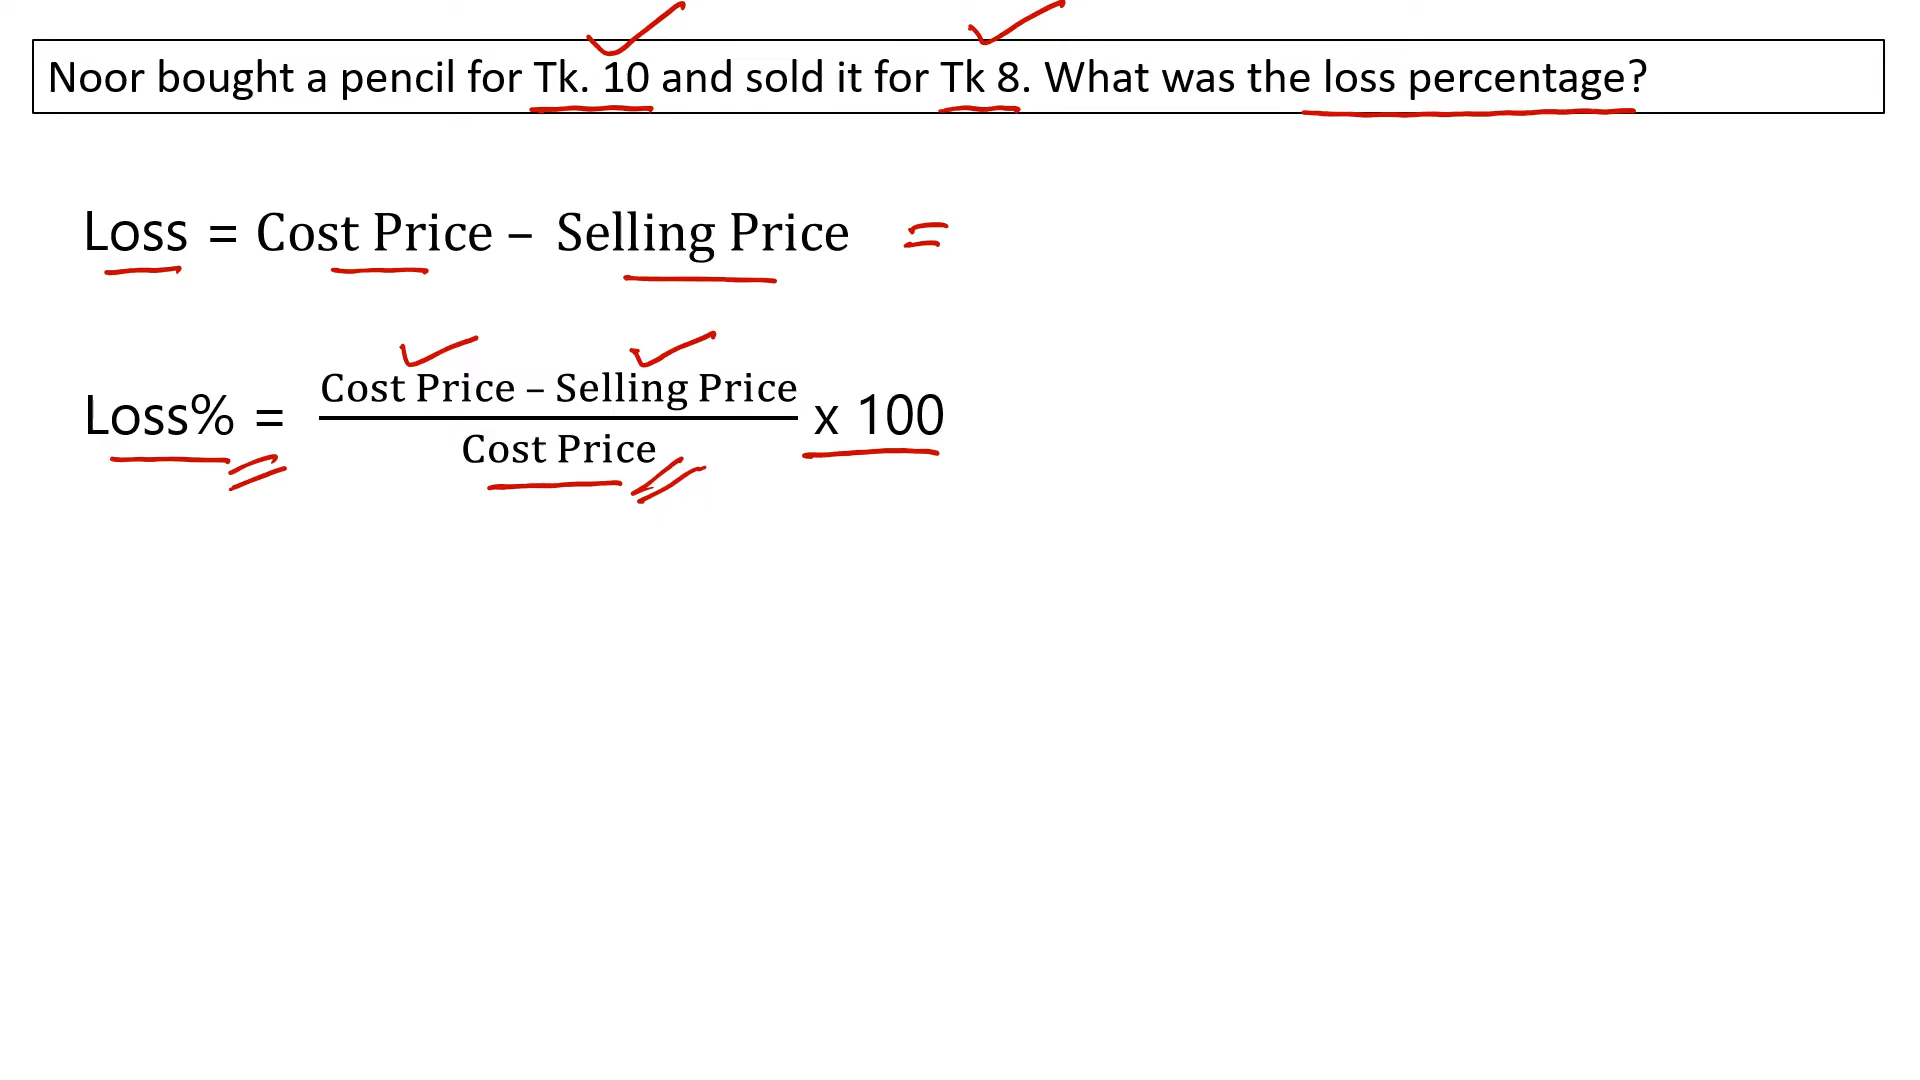 Noor bought a pencil for Tk. 10 and sold it for Tk 8. What was the loss percentage?
Loss = Cost Price – Selling Price =
Loss% = Cost Price – Selling Price
Cost Price
x 100